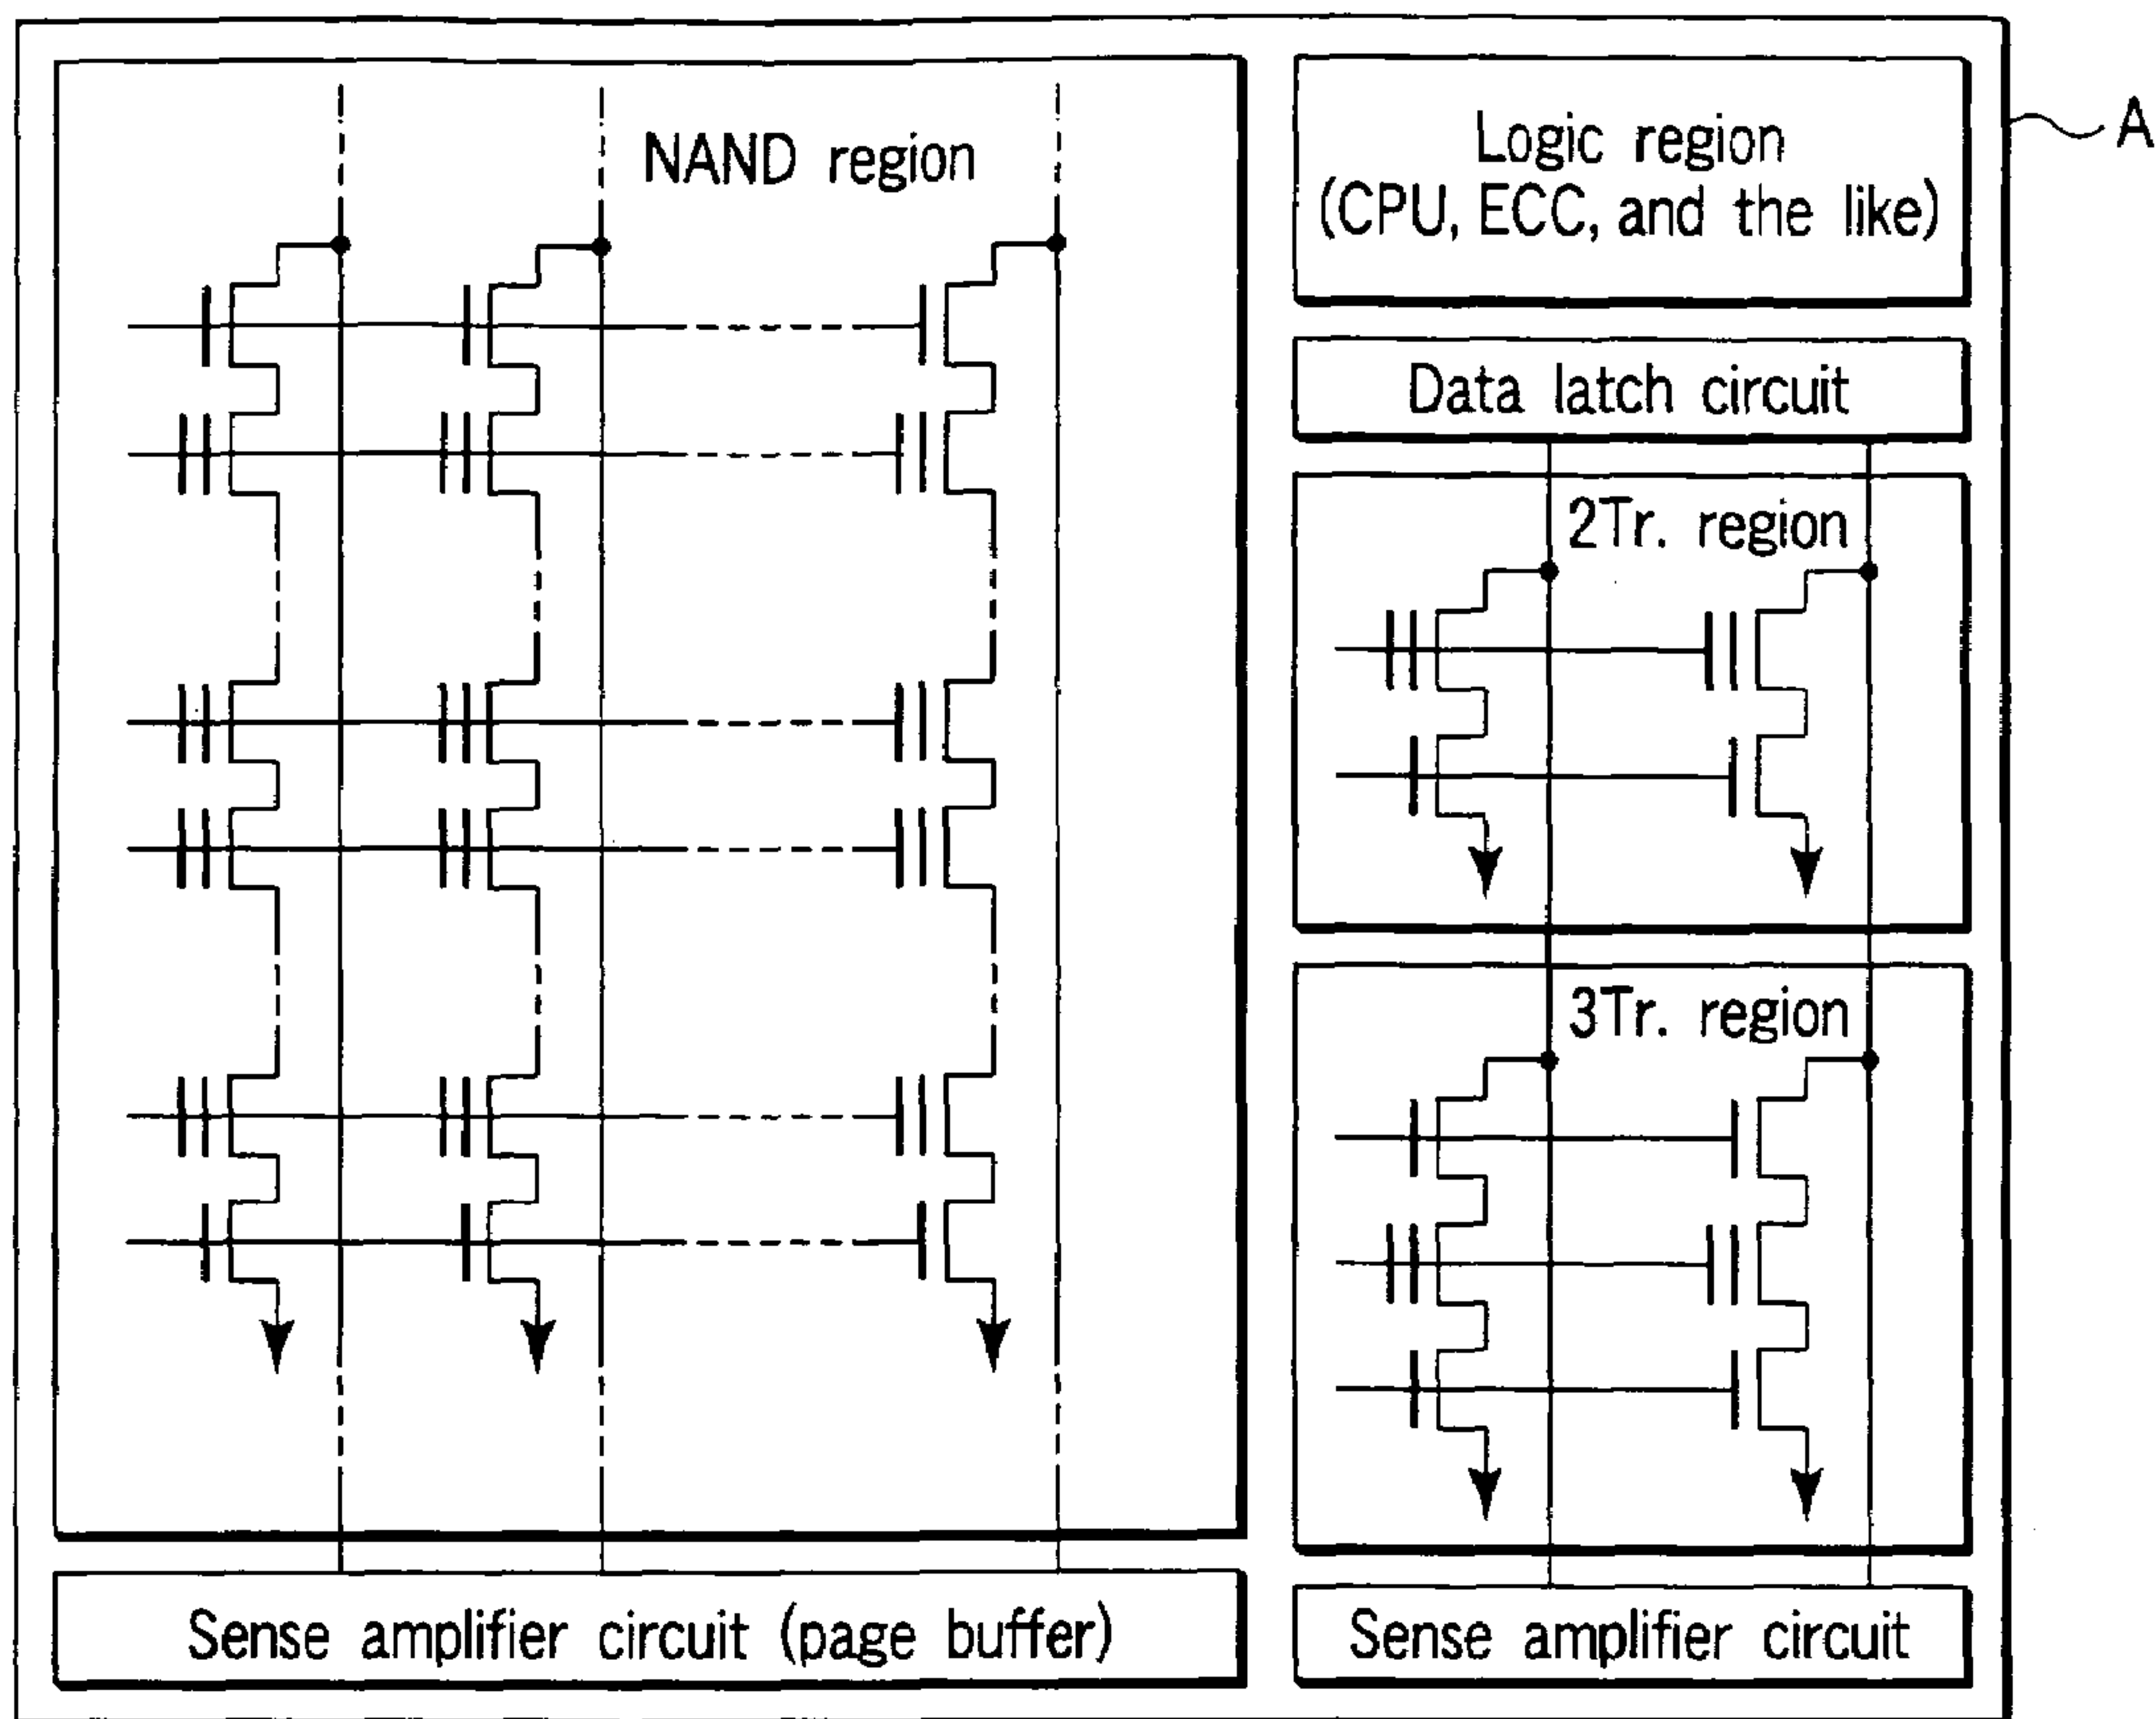 NAND region
Logic region
(CPU, ECC, and the like)
A
Data latch circuit
2Tr. region
3Tr. region
Sense amplifier circuit (page buffer)
Sense amplifier circuit